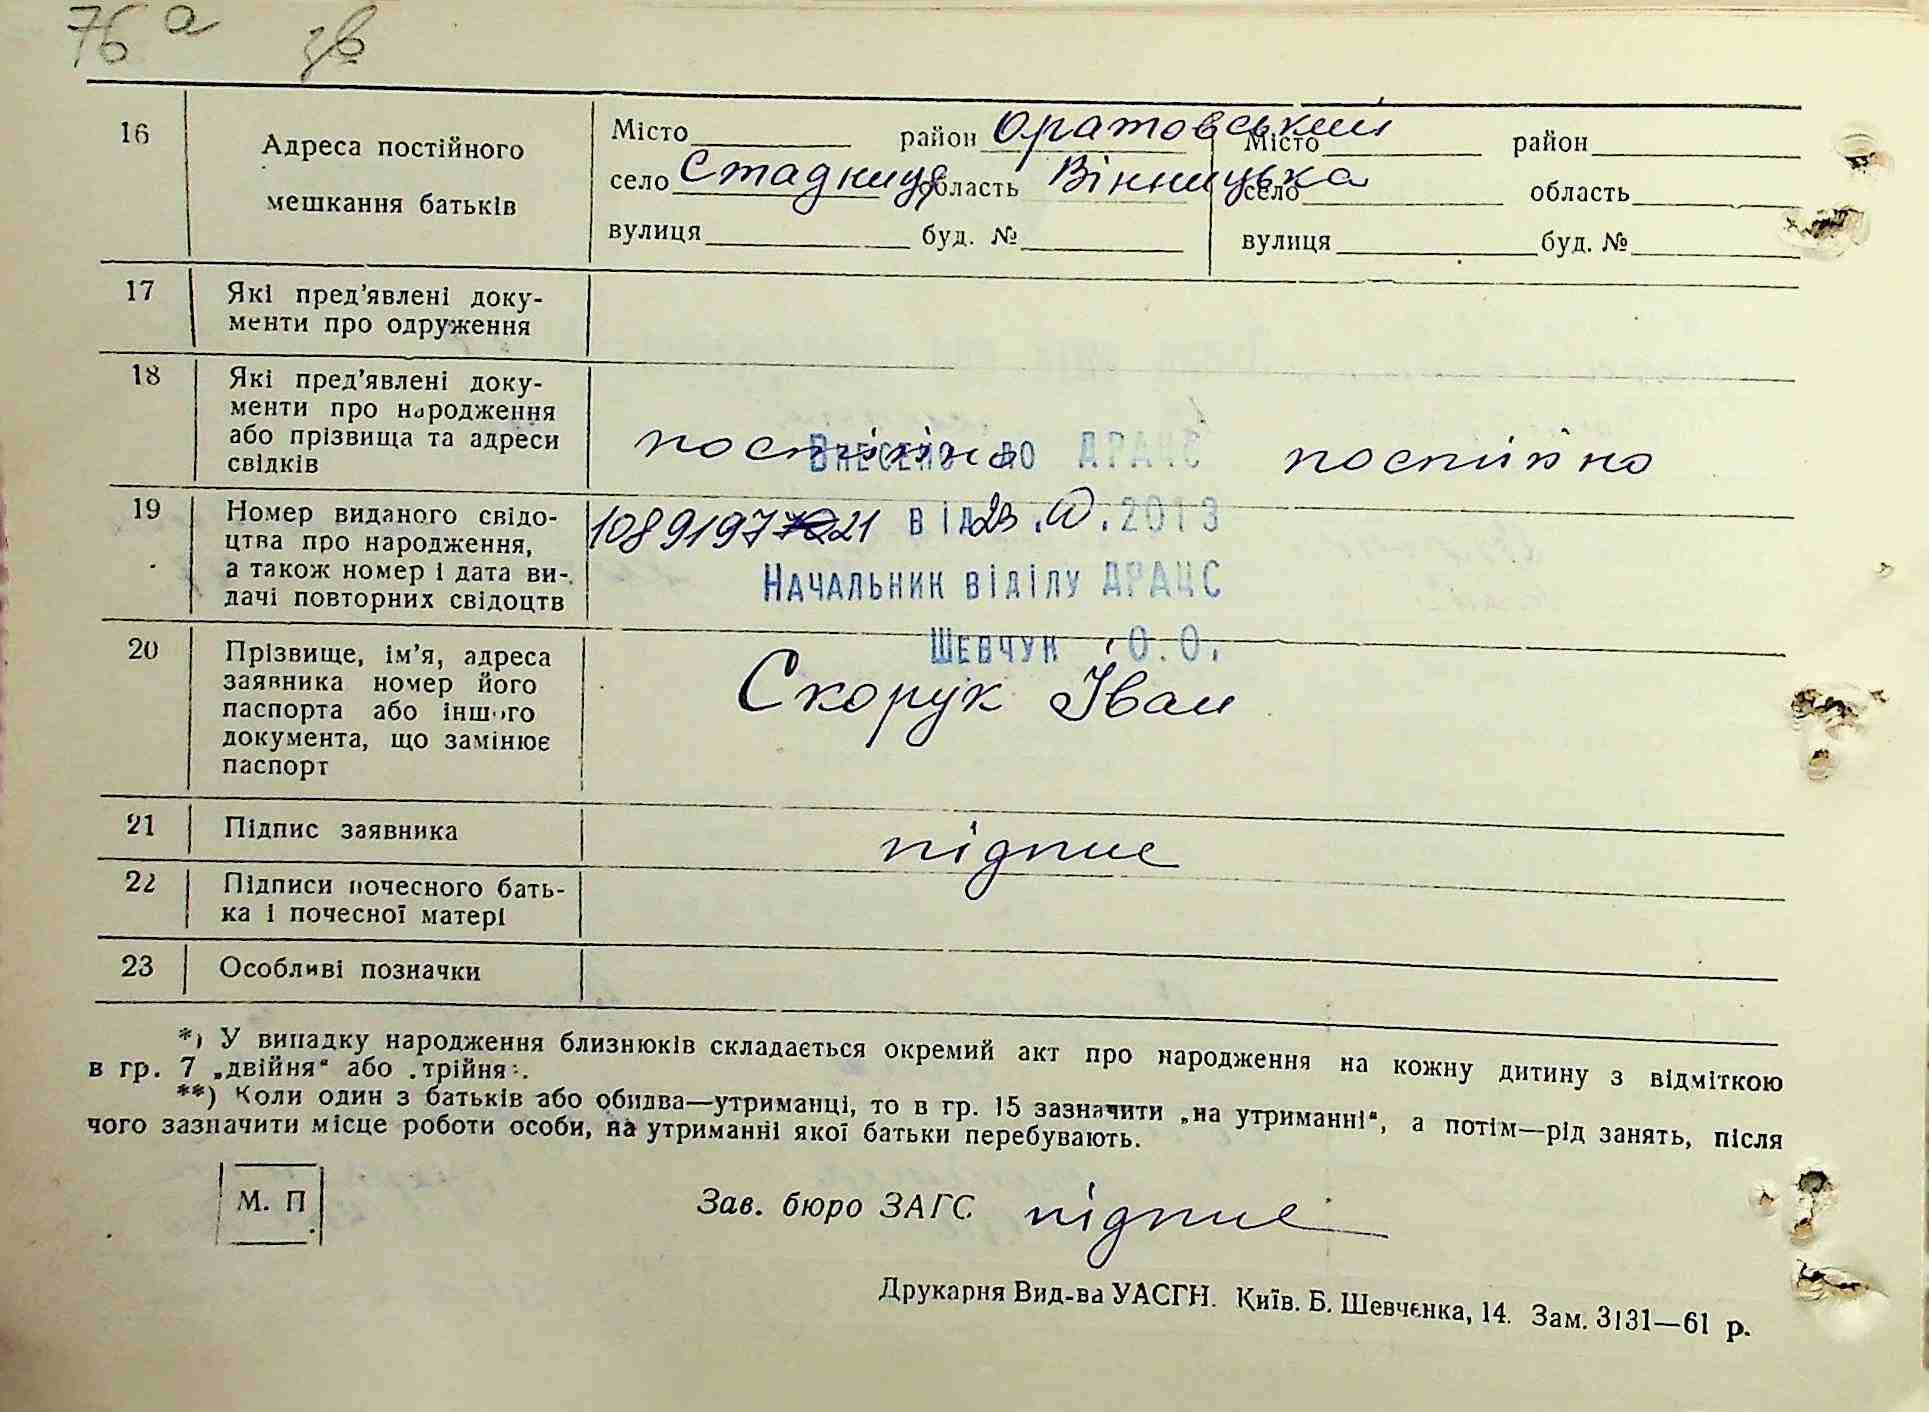 76а зв
16 Адреса постійного мешкання батьків
Місто район Оратовський Місто район
село Стадниця область Вінницька село область
вулиця буд. № вулиця буд. №
17 Які пред’явлені доку-
менти про одруження
18 Які пред’явлені доку-
менти про народження
або прізвища та адреси
свідків
постійно постійно
Внесено до ДРАЦС
19 Номер виданого свідо-
цтва про народження,
а також номер і дата ви-
дачі повторних свідоцтв
1089197 21 від 23. .2013
Начальник відділу ДРАЦС
Шевчук О.О.
20 Прізвище, ім’я, адреса
заявника номер його
паспорта або іншого
документа, що замінює
паспорт
Скорук Іван
21 Підпис заявника підпис
22 Підписи почесного бать-
ка і почесної матері
23 Особливі позначки
*) У випадку народження близнюків складається окремий акт про народження на кожну дитину з відміткою
в гр. 7 „двійня“ або „трійня“.
**) Коли один з батьків або обидва—утриманці, то в гр. 15 зазначити „на утриманні“, а потім—рід занять, після
чого зазначити місце роботи особи, на утриманні якої батьки перебувають.
М. П.
Зав. бюро ЗАГС підпис
Друкарня Вид-ва УАСГН. Київ. Б. Шевченка, 14. Зам. 3131—61 р.